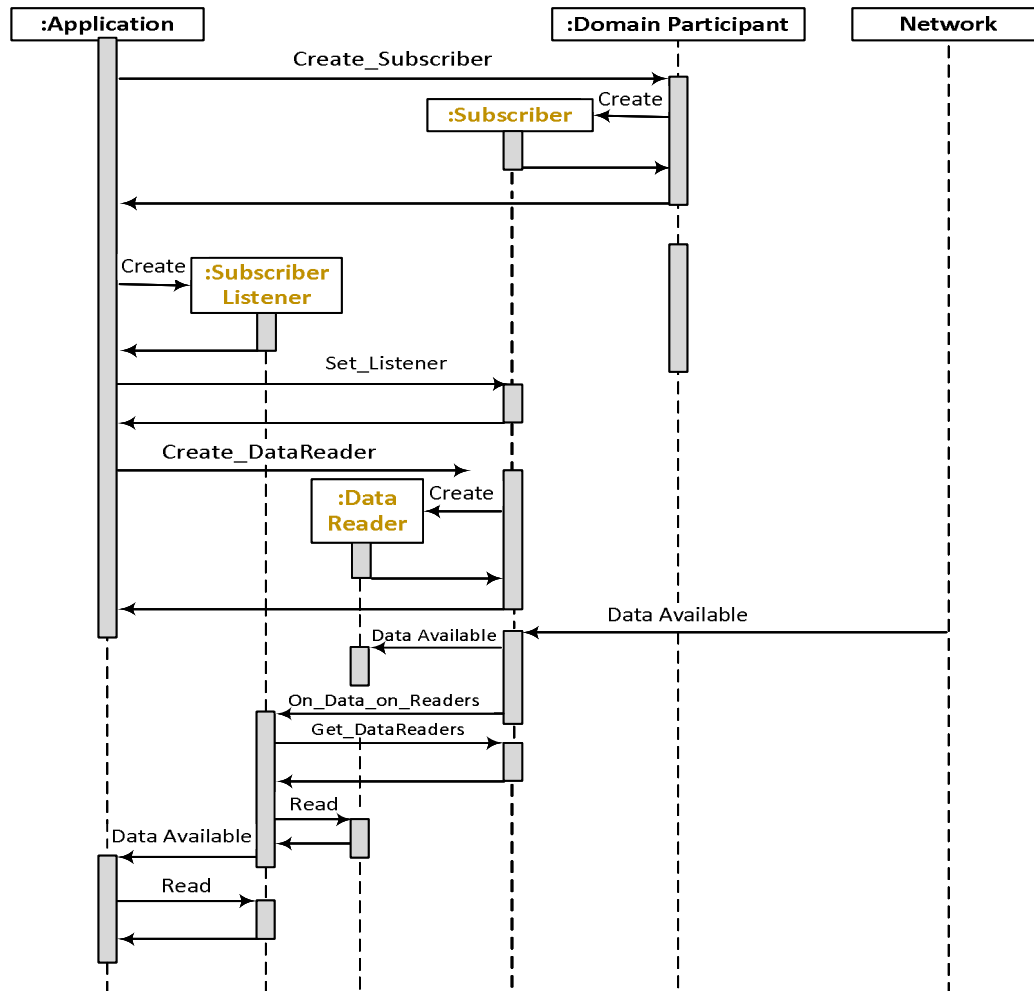 :Application
:Domain Participant
Network
Create_Subscriber
Create
:Subscriber
Create
:Subscriber
Listener
Set_Listener
Create_DataReader
:Data
Reader
Create
Data Available
Data Available
On_Data_on_Readers
Get_DataReaders
Read
Data Available
Read